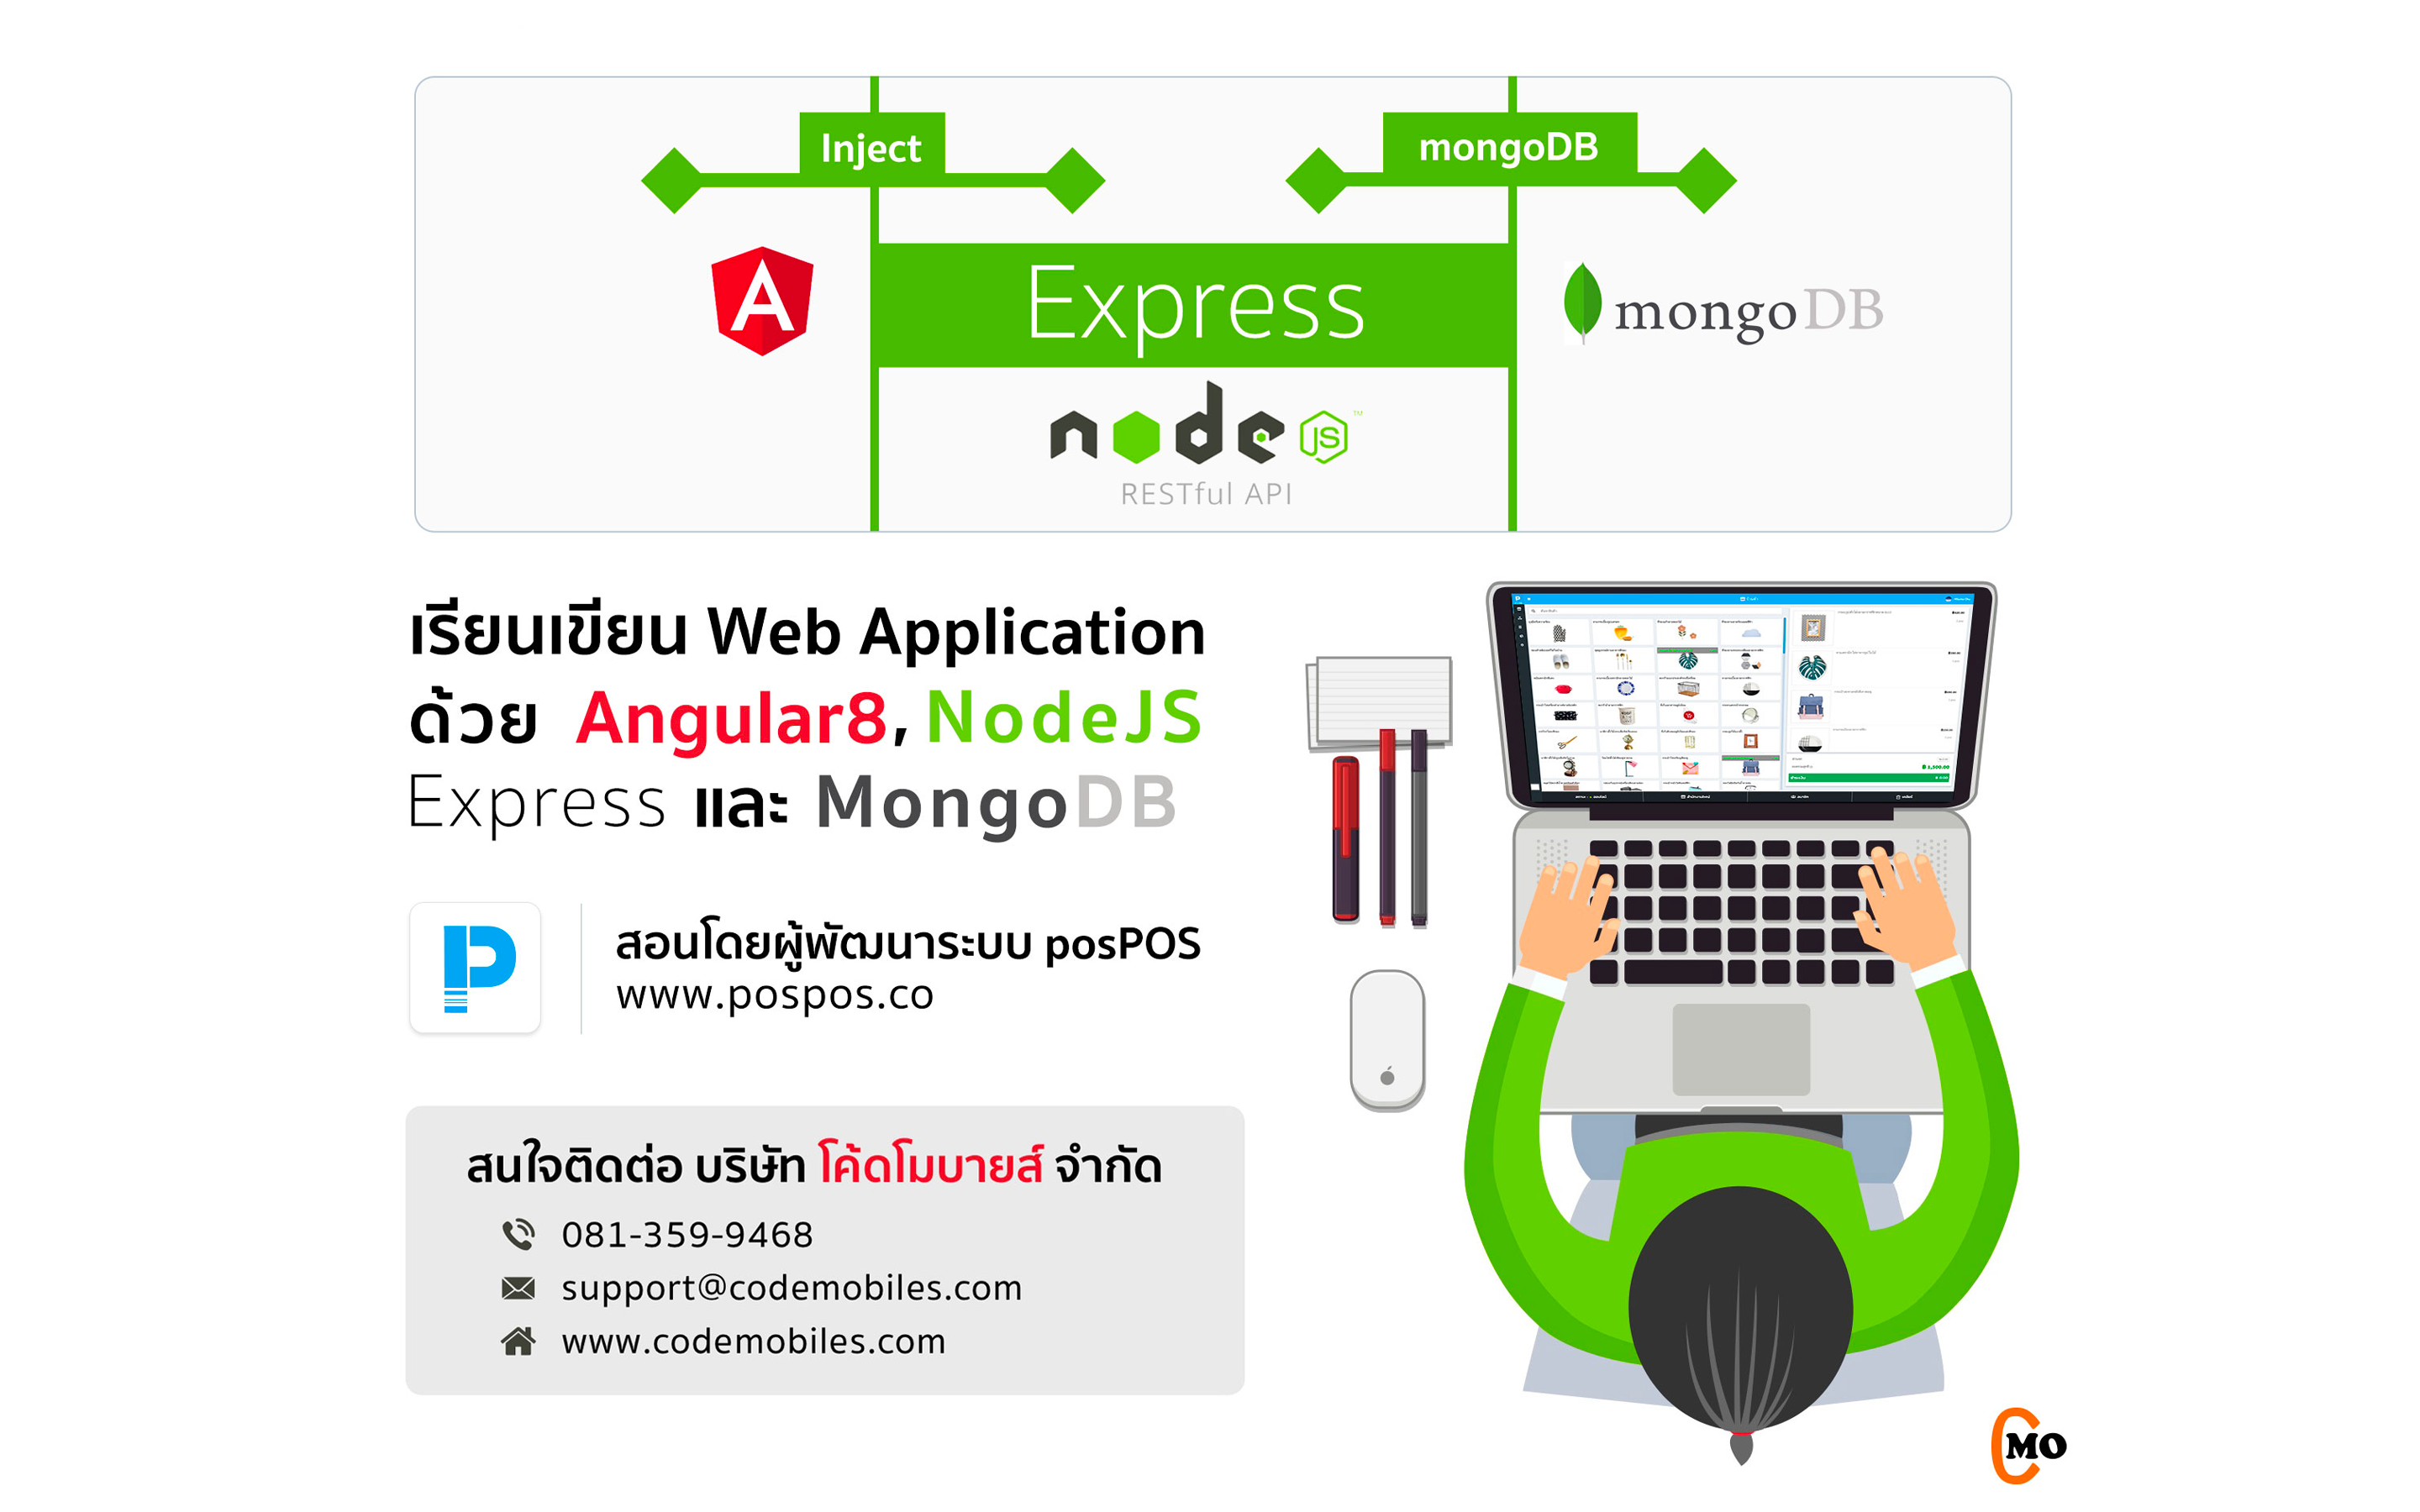 Inject
mongoDB
Express
mongoDB
node JS ™
RESTful API
เรียนเขียน Web Application
ด้วย Angular8, NodeJS
Express และ MongoDB
สอนโดยผู้พัฒนาระบบ posPOS
www.pospos.co
สนใจติดต่อ บริษัท โค้ดโมบายส์ จำกัด
081-359-9468
support@codemobiles.com
www.codemobiles.com
CMO